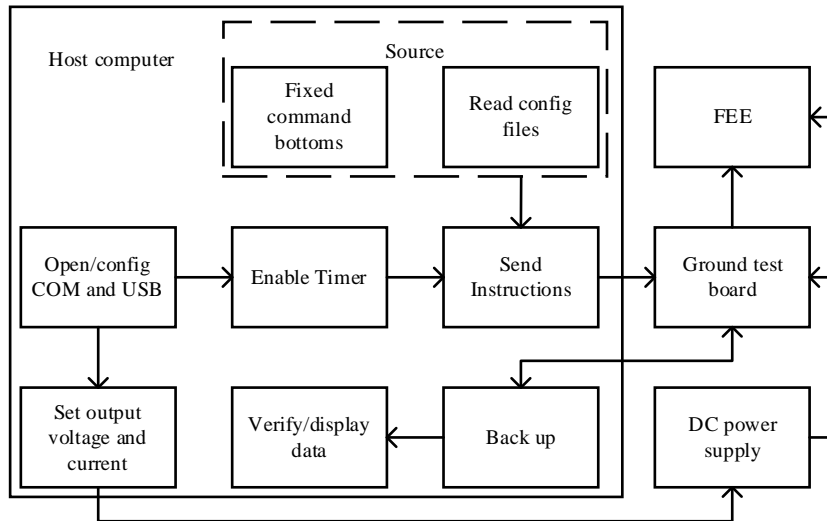 Host computer
Source
Fixed
command
bottoms
Read config
files
FEE
Open/config
COM and USB
Enable Timer
Send
Instructions
Ground test
board
Set output
voltage and
current
Verify/display
data
Back up
DC power
supply